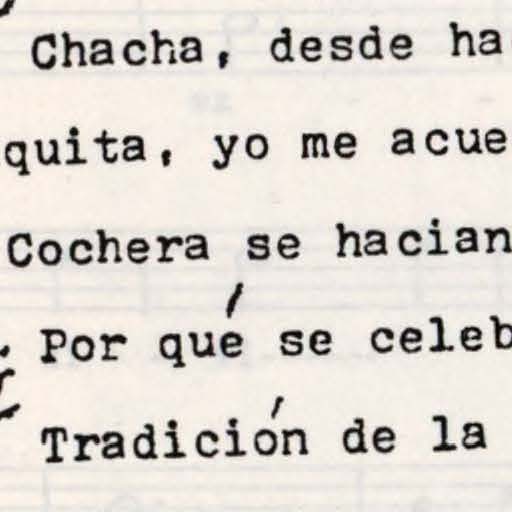 Chacha, desde ha
quita, yo me acue
Cochera se hacian
Por qué se celeb
Tradición de la